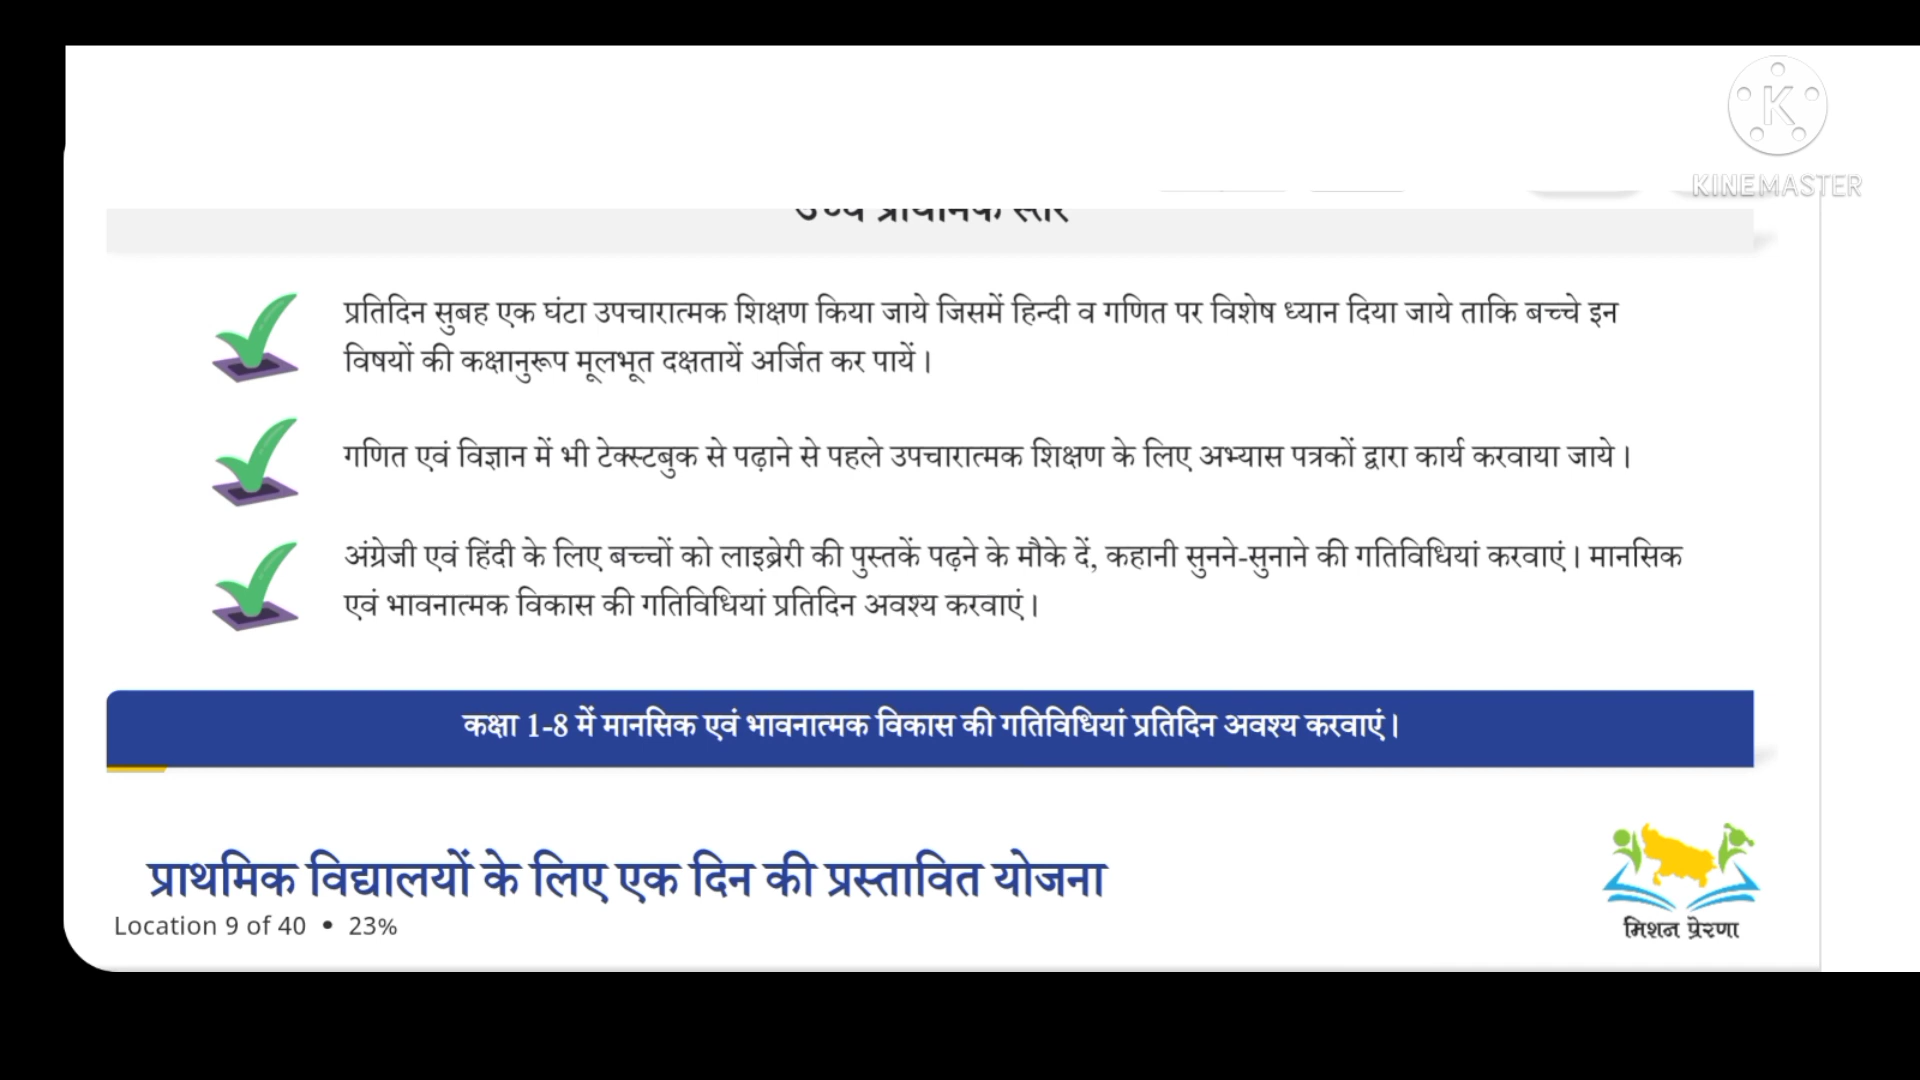 KINEMASTER
उच्च प्राथमिक स्तर
प्रतिदिन सुबह एक घंटा उपचारात्मक शिक्षण किया जाये जिसमें हिन्दी व गणित पर विशेष ध्यान दिया जाये ताकि बच्चे इन
विषयों की कक्षानुरूप मूलभूत दक्षतायें अर्जित कर पायें।
गणित एवं विज्ञान में भी टेक्स्टबुक से पढ़ाने से पहले उपचारात्मक शिक्षण के लिए अभ्यास पत्रकों द्वारा कार्य करवाया जाये।
अंग्रेजी एवं हिंदी के लिए बच्चों को लाइब्रेरी की पुस्तकें पढ़ने के मौके दें, कहानी सुनने-सुनाने की गतिविधियां करवाएं। मानसिक
एवं भावनात्मक विकास की गतिविधियां प्रतिदिन अवश्य करवाएं।
कक्षा 1-8 में मानसिक एवं भावनात्मक विकास की गतिविधियां प्रतिदिन अवश्य करवाएं।
प्राथमिक विद्यालयों के लिए एक दिन की प्रस्तावित योजना
Location 9 of 40 • 23%
मिशन प्रेरणा